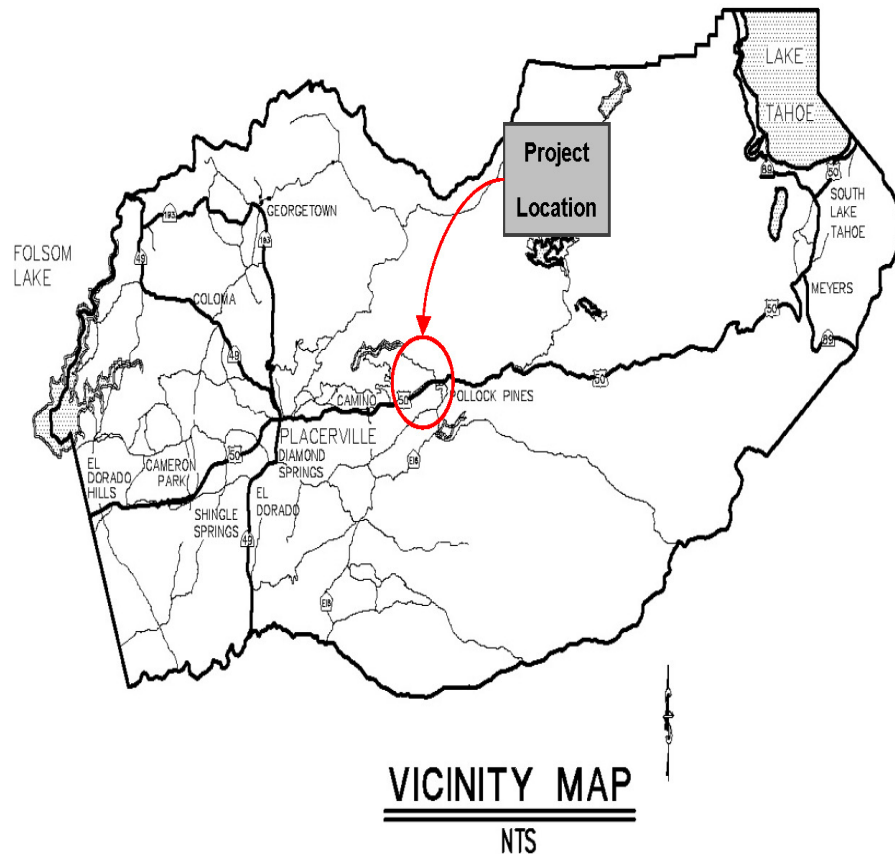 LAKE
TAHOE
Project
Location
89
50
SOUTH
LAKE
TAHOE
193
GEORGETOWN
193
FOLSOM
LAKE
49
COLOMA
MEYERS
50
89
49
50
CAMINO
50
POLLOCK PINES
PLACERVILLE
DIAMOND
SPRINGS
50
CAMERON
PARK
EL
DORADO
HILLS
E16
EL
DORADO
SHINGLE
SPRINGS
49
E16
VICINITY MAP
NTS